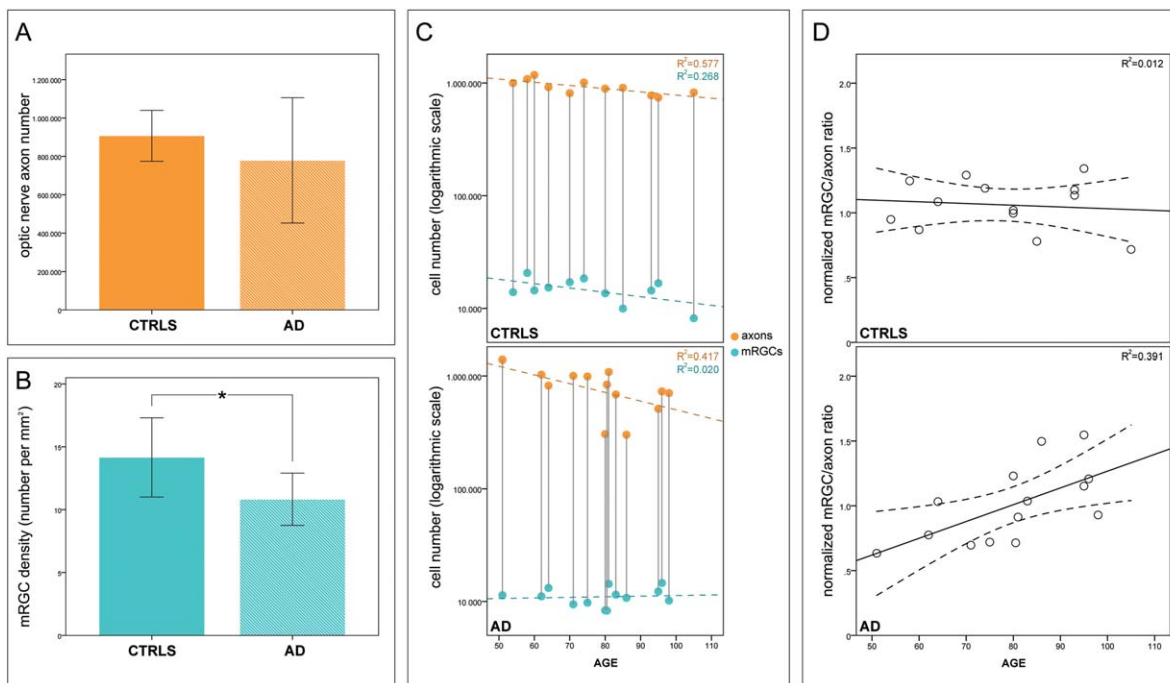 A
optic nerve axon number
1.200.000
1.000.000
800.000
600.000
400.000
200.000
0
CTRLS
AD
B
mRGC density (number per mm²)
20
15
10
5
0
*
CTRLS
AD
C
R²=0.577
R²=0.268
cell number (logarithmic scale)
1.000.000
100.000
10.000
CTRLS
axons
mRGCs
R²=0.417
R²=0.020
cell number (logarithmic scale)
1.000.000
100.000
10.000
AD
50 60 70 80 90 100 110
AGE
D
R²=0.012
normalized mRGC/axon ratio
2.0
1.5
1.0
.5
.0
CTRLS
R²=0.391
normalized mRGC/axon ratio
2.0
1.5
1.0
.5
.0
AD
50 60 70 80 90 100 110
AGE